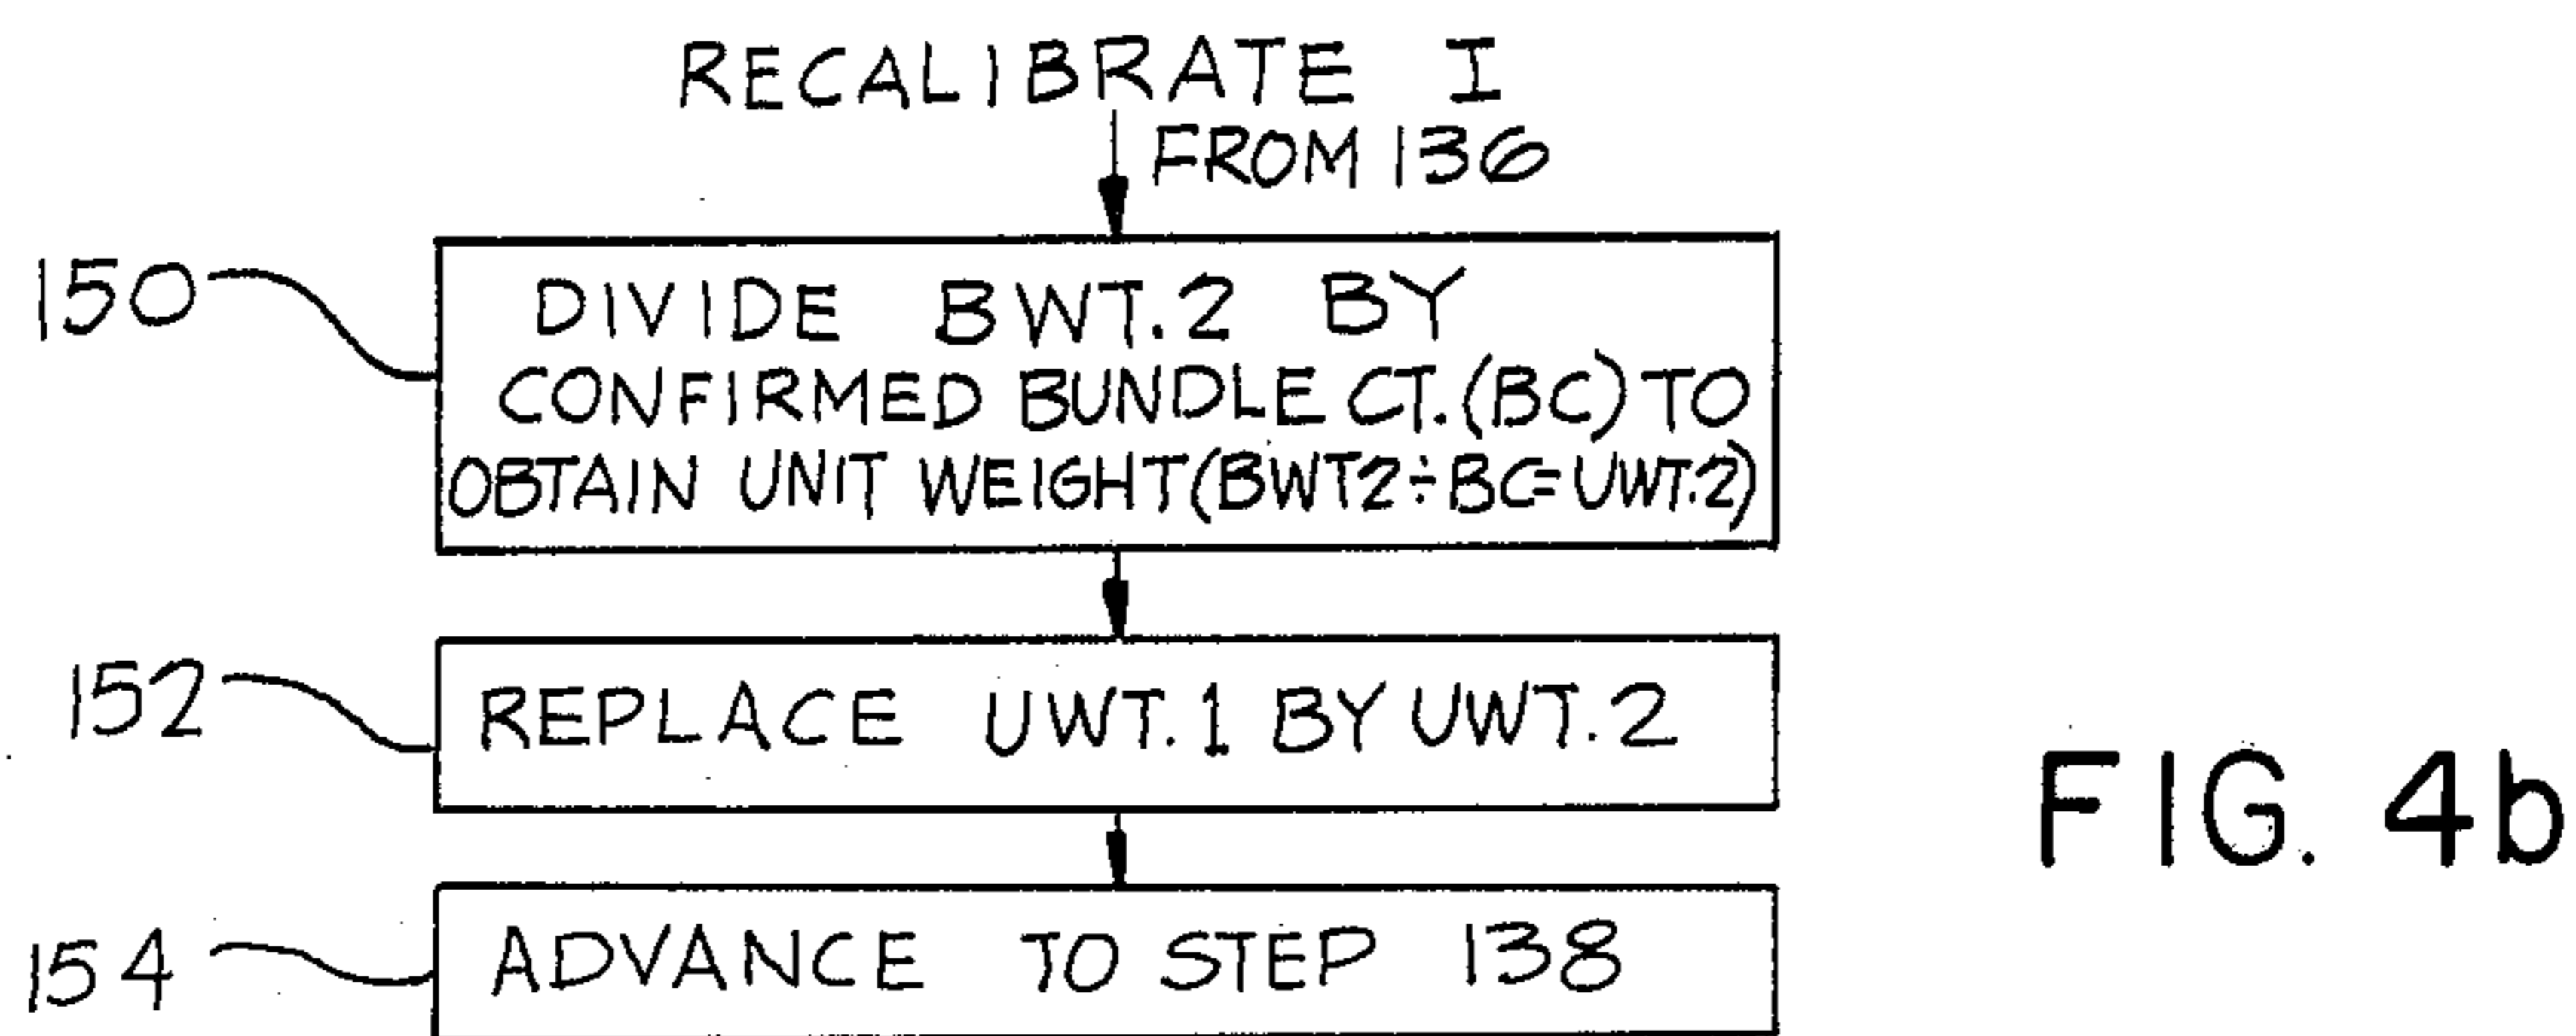 RECALIBRATE I
FROM 136
150
DIVIDE BWT.2 BY
CONFIRMED BUNDLE CT.(BC) TO
OBTAIN UNIT WEIGHT(BWT2÷BC=UWT.2)
152
REPLACE UWT.1 BY UWT.2
FIG. 4b
154
ADVANCE TO STEP 138